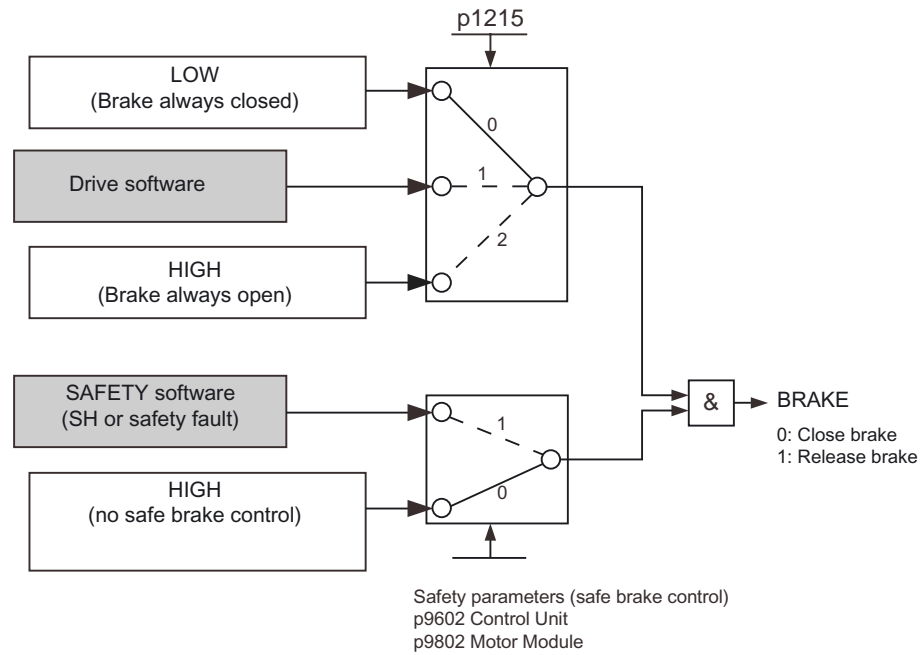 p1215
LOW
(Brake always closed)
0
Drive software
1
2
HIGH
(Brake always open)
SAFETY software
(SH or safety fault)
1
&
BRAKE
0: Close brake
1: Release brake
HIGH
(no safe brake control)
0
Safety parameters (safe brake control)
p9602 Control Unit
p9802 Motor Module